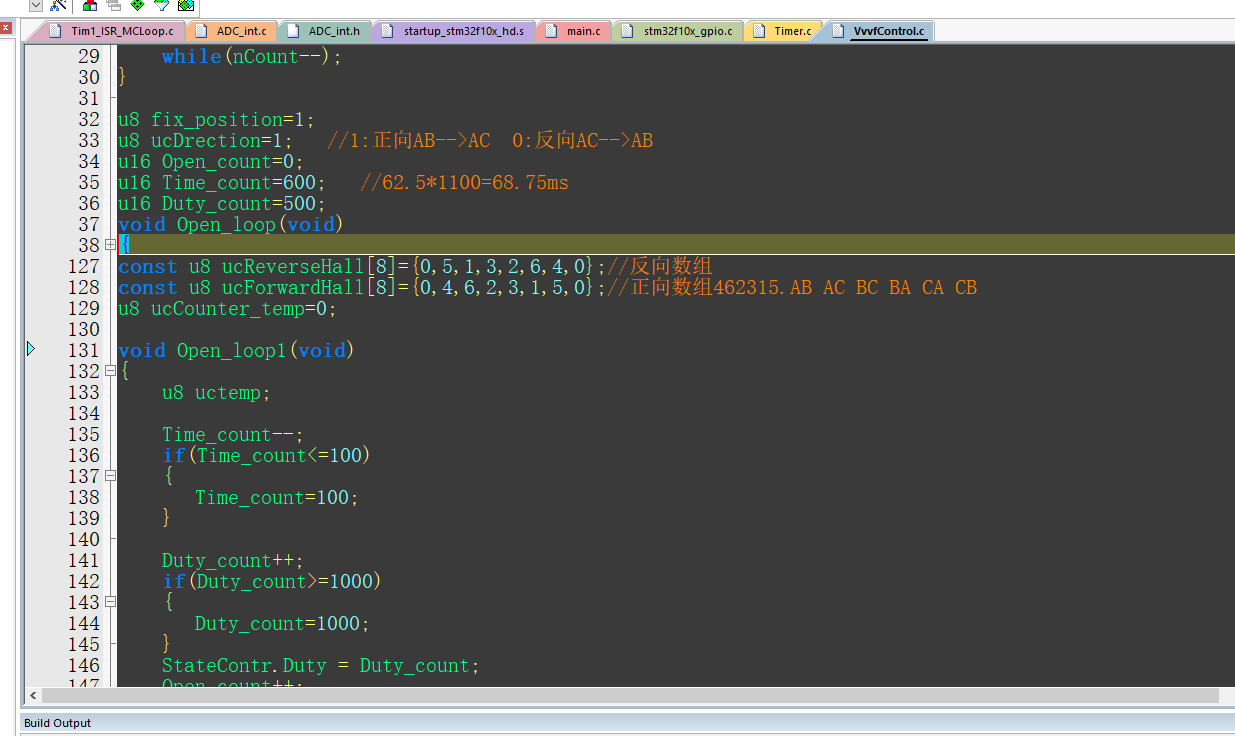 Tim1_ISR_MCLoop.c ADC_int.c ADC_int.h startup_stm32f10x_hd.s main.c stm32f10x_gpio.c Timer.c VvvfControl.c
29 while(nCount--);
30 }
31
32 u8 fix_position=1;
33 u8 ucDrection=1; //1:正向AB-->AC 0:反向AC-->AB
34 u16 Open_count=0;
35 u16 Time_count=600; //62.5*1100=68.75ms
36 u16 Duty_count=500;
37 void Open_loop(void)
38 {
127 const u8 ucReverseHall[8]={0,5,1,3,2,6,4,0};//反向数组
128 const u8 ucForwardHall[8]={0,4,6,2,3,1,5,0};//正向数组462315.AB AC BC BA CA CB
129 u8 ucCounter_temp=0;
130
131 void Open_loop1(void)
132 {
133 u8 uctemp;
134
135 Time_count--;
136 if(Time_count<=100)
137 {
138 Time_count=100;
139 }
140
141 Duty_count++;
142 if(Duty_count>=1000)
143 {
144 Duty_count=1000;
145 }
146 StateContr.Duty = Duty_count;
147 Open_count++;
Build Output